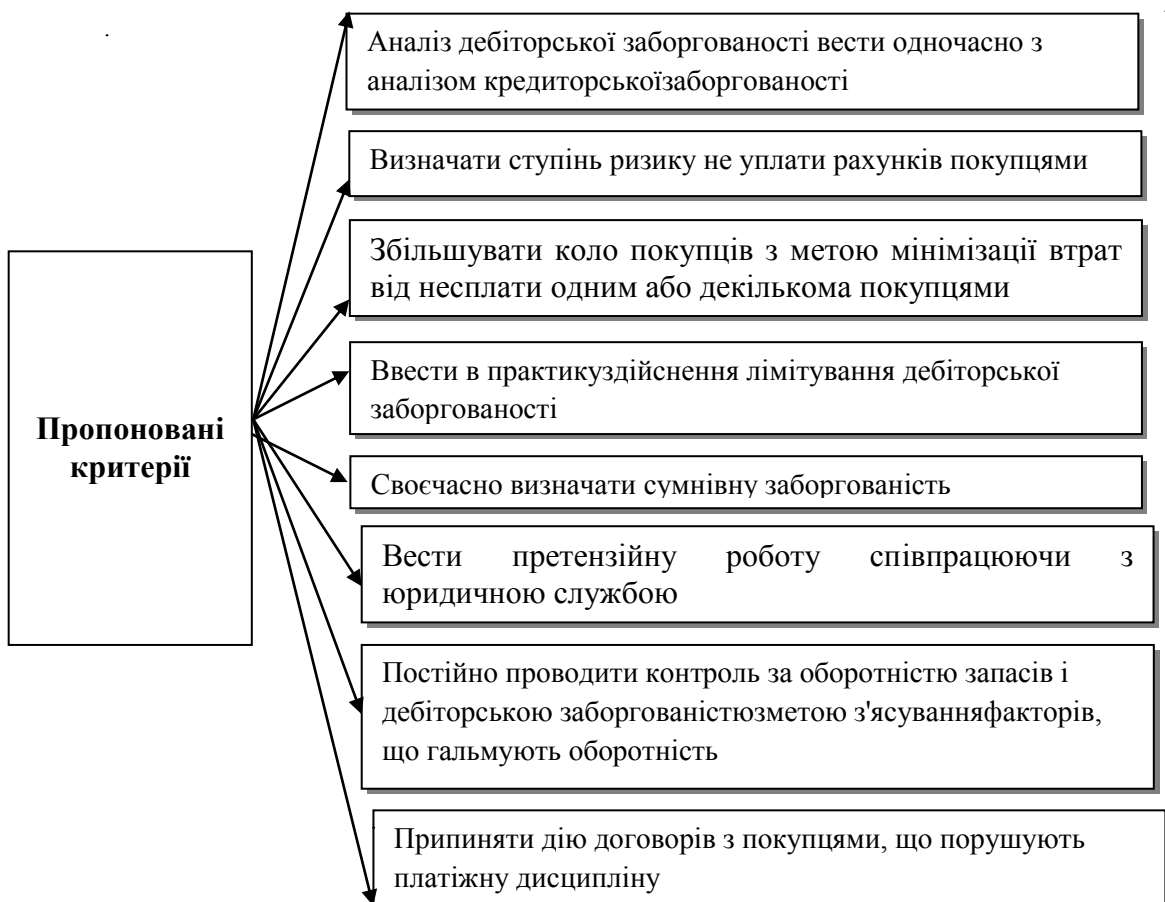 Аналіз дебіторської заборгованості вести одночасно з
аналізом кредиторськоїзаборгованості
Визначати ступінь ризику не уплати рахунків покупцями
Збільшувати коло покупців з метою мінімізації втрат
від несплати одним або декількома покупцями
Ввести в практикуздійснення лімітування дебіторської
заборгованості
Пропоновані
критерії
Своєчасно визначати сумнівну заборгованість
Вести претензійну роботу співпрацюючи з
юридичною службою
Постійно проводити контроль за оборотністю запасів і
дебіторською заборгованістюзметою з'ясуванняфакторів,
що гальмують оборотність
Припиняти дію договорів з покупцями, що порушують
платіжну дисципліну